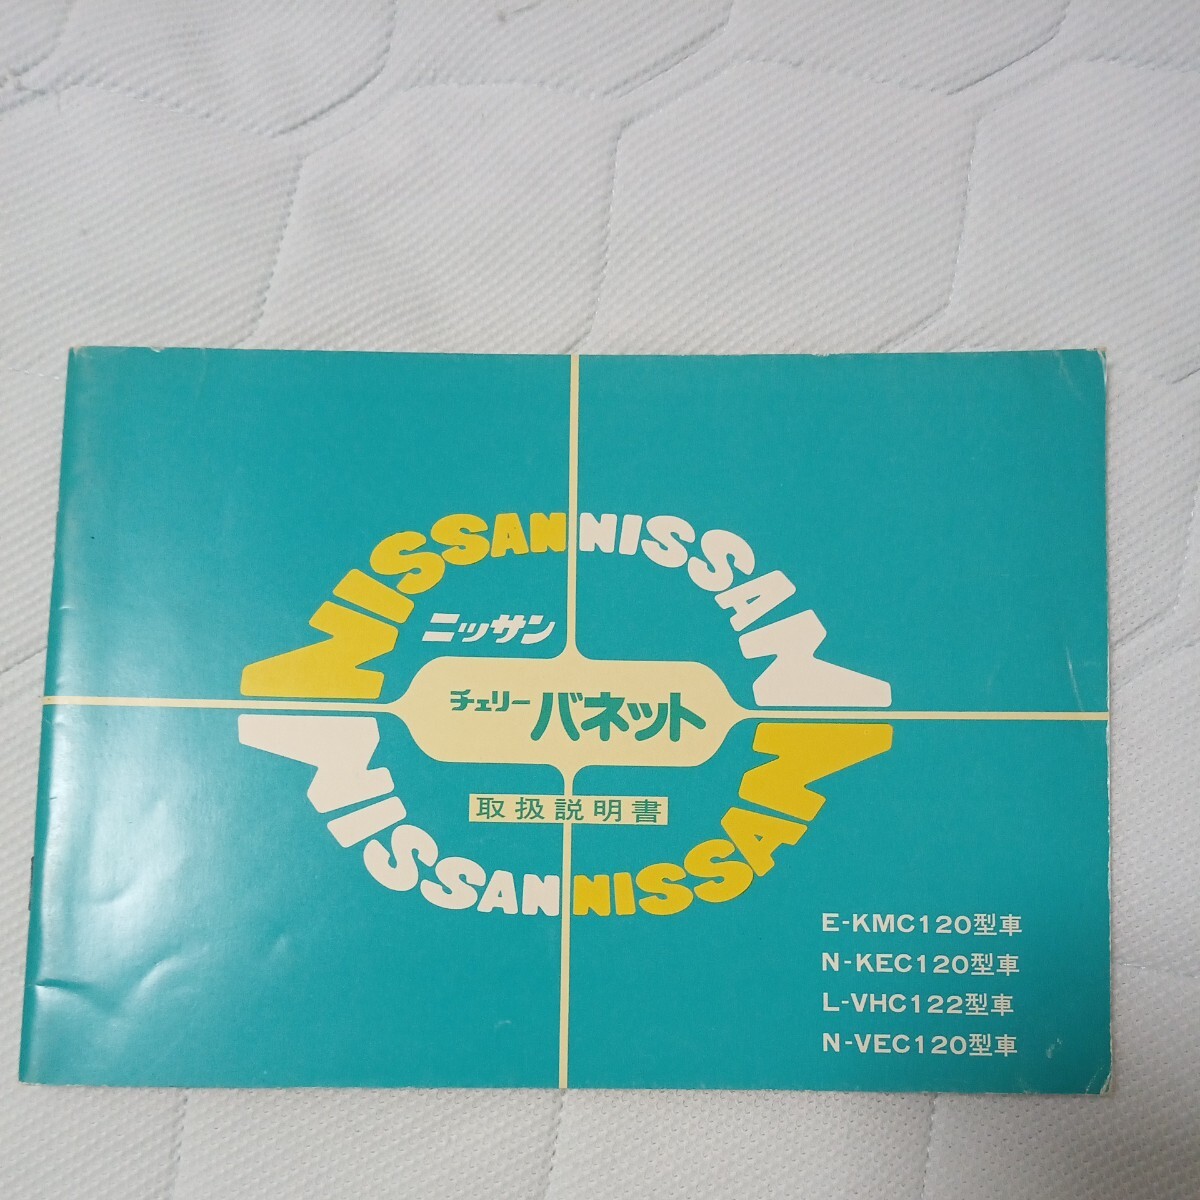 NISSAN NISSAN
ニッサン
チェリー バネット
取扱説明書
NISSAN NISSAN
E-KMC120型車
N-KEC120型車
L-VHC122型車
N-VEC120型車